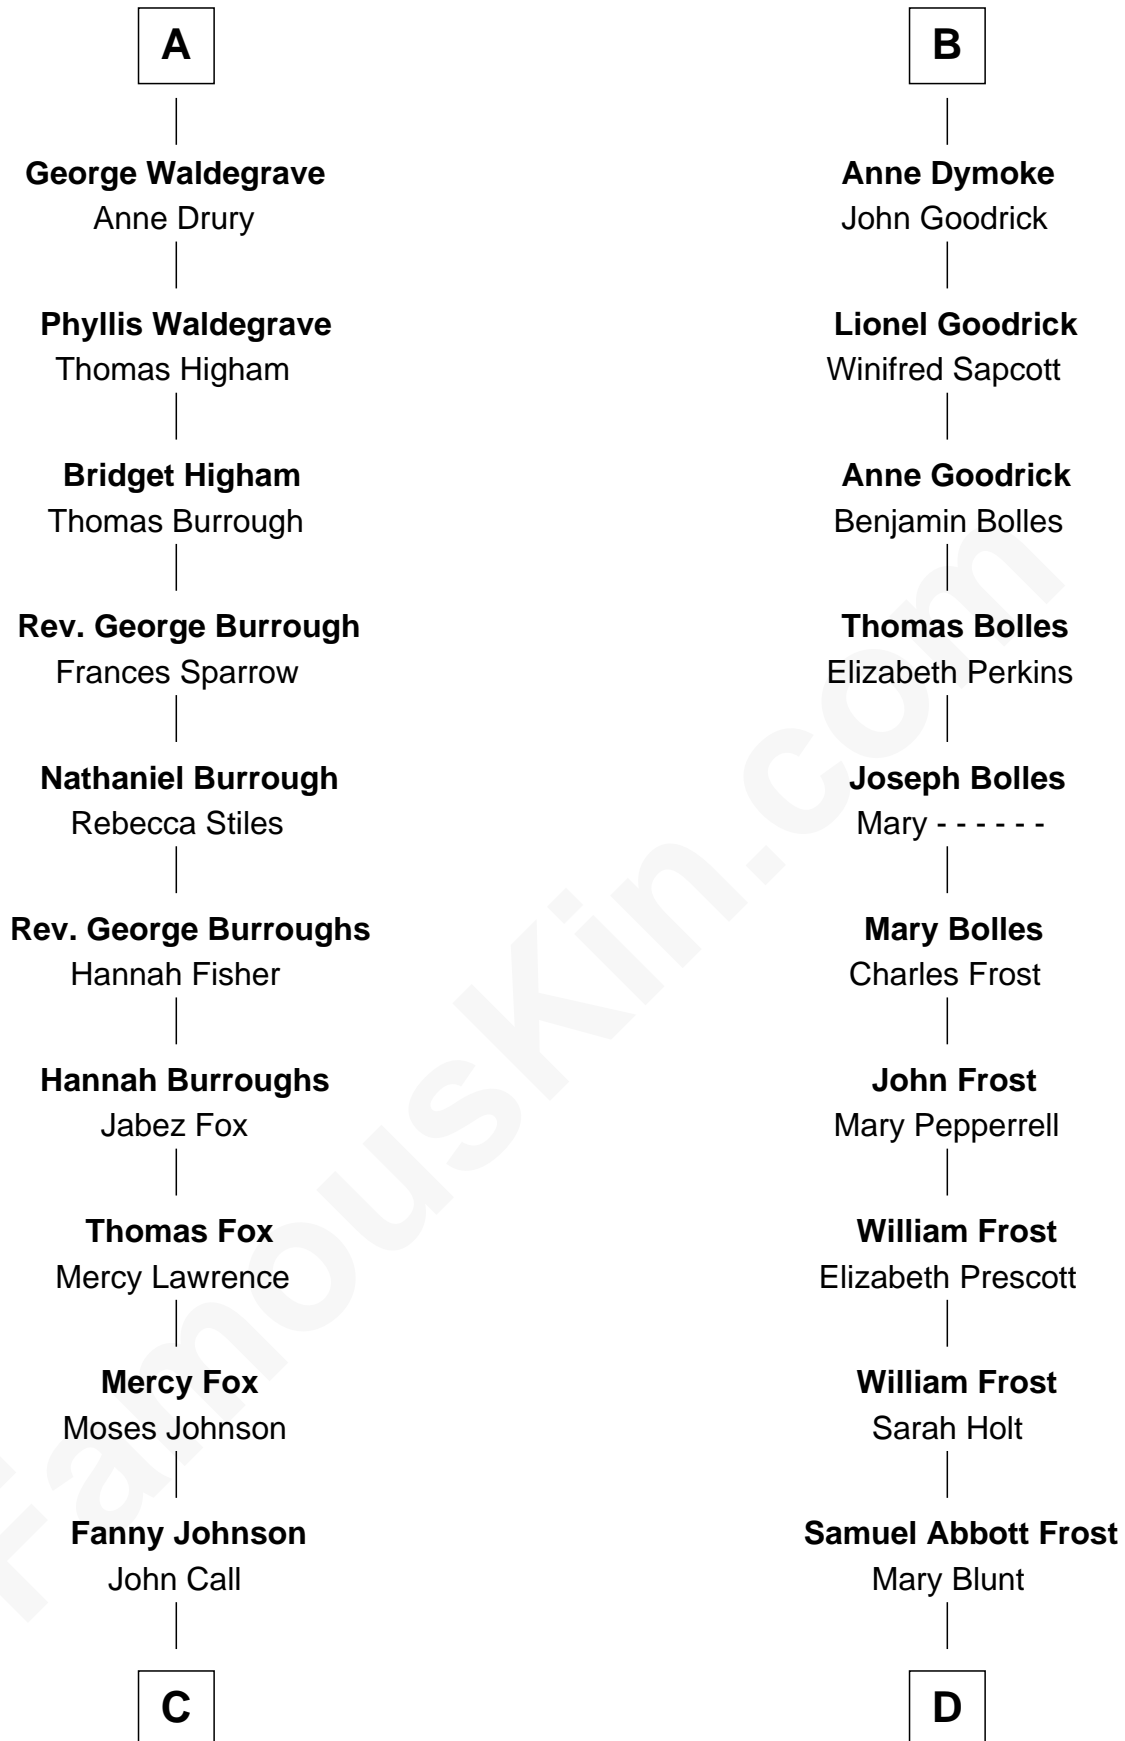 A
George Waldegrave
Anne Drury
Phyllis Waldegrave
Thomas Higham
Bridget Higham
Thomas Burrough
Rev. George Burrough
Frances Sparrow
Nathaniel Burrough
Rebecca Stiles
Rev. George Burroughs
Hannah Fisher
Hannah Burroughs
Jabez Fox
Thomas Fox
Mercy Lawrence
Mercy Fox
Moses Johnson
Fanny Johnson
John Call
C
B
Anne Dymoke
John Goodrick
Lionel Goodrick
Winifred Sapcott
Anne Goodrick
Benjamin Bolles
Thomas Bolles
Elizabeth Perkins
Joseph Bolles
Mary - - - - - -
Mary Bolles
Charles Frost
John Frost
Mary Pepperrell
William Frost
Elizabeth Prescott
William Frost
Sarah Holt
Samuel Abbott Frost
Mary Blunt
D
FamousKin.com